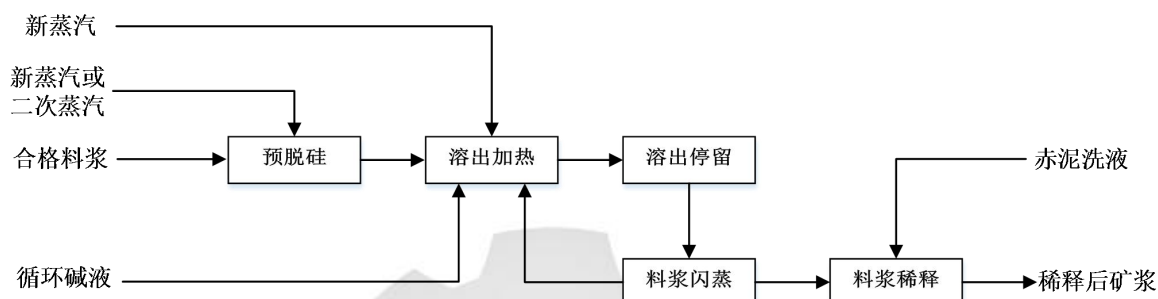 新蒸汽
新蒸汽或
二次蒸汽
合格料浆
预脱硅
溶出加热
溶出停留
赤泥洗液
循环碱液
料浆闪蒸
料浆稀释
稀释后矿浆